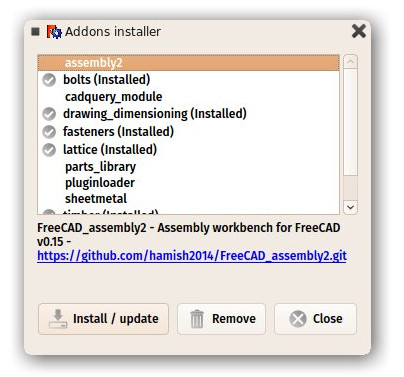 Addons installer
assembly2
bolts (Installed)
cadquery_module
drawing_dimensioning (Installed)
fasteners (Installed)
lattice (Installed)
parts_library
pluginloader
sheetmetal
timber (Installed)
FreeCAD_assembly2 - Assembly workbench for FreeCAD
v0.15 -
https://github.com/hamish2014/FreeCAD_assembly2.git
Install / update
Remove
Close